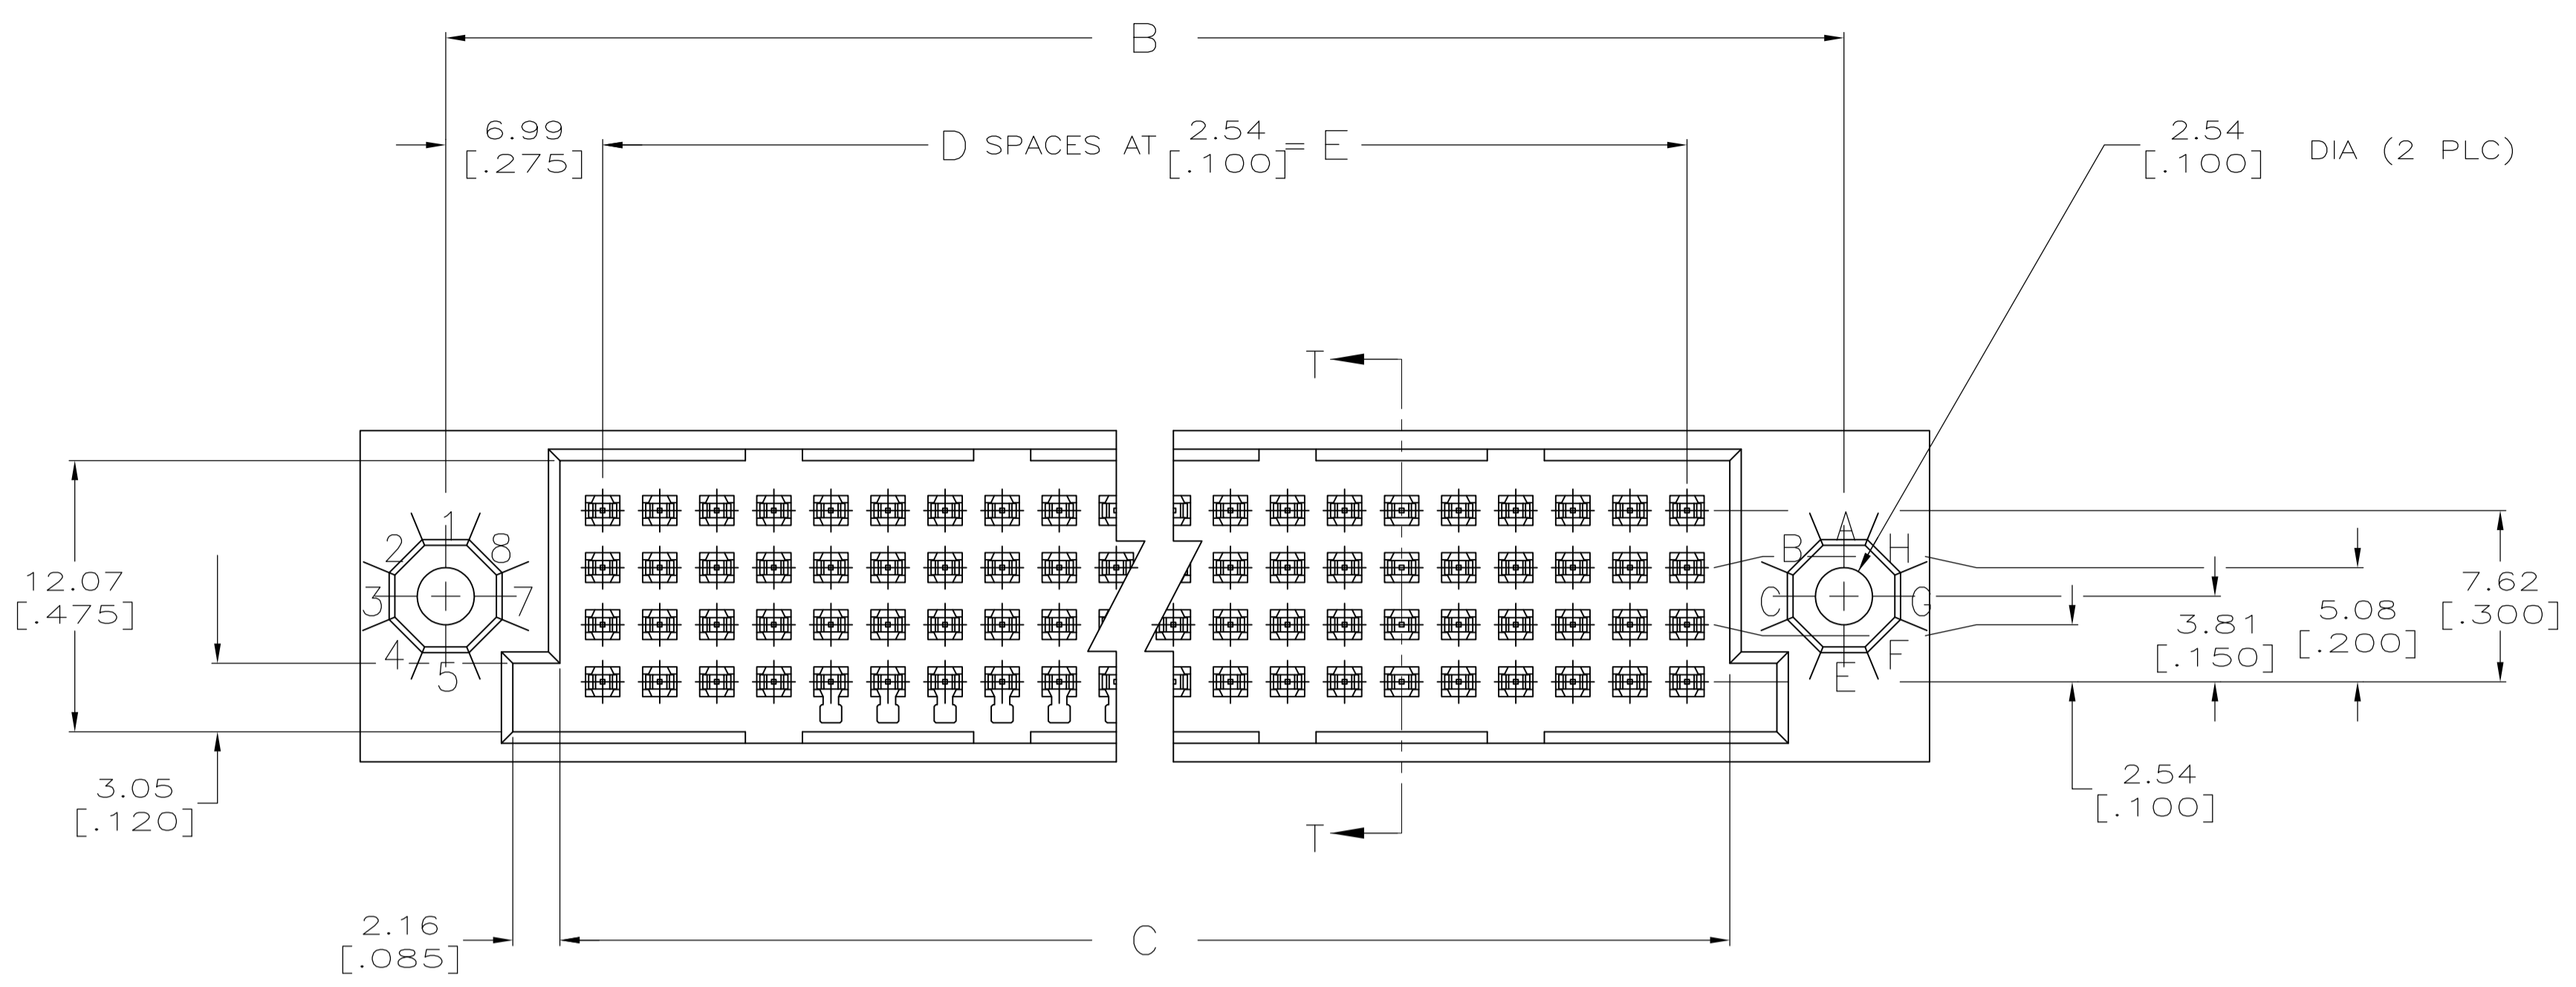 B
6.99
[.275]
D SPACES AT 2.54 = E
[.100]
2.54
[.100] DIA (2 PLC)
T
1
2
8
3
7
4
5
A
B
H
C
G
F
E
12.07
[.475]
7.62
[.300]
5.08
[.200]
3.81
[.150]
3.05
[.120]
2.54
[.100]
T
2.16
[.085]
C